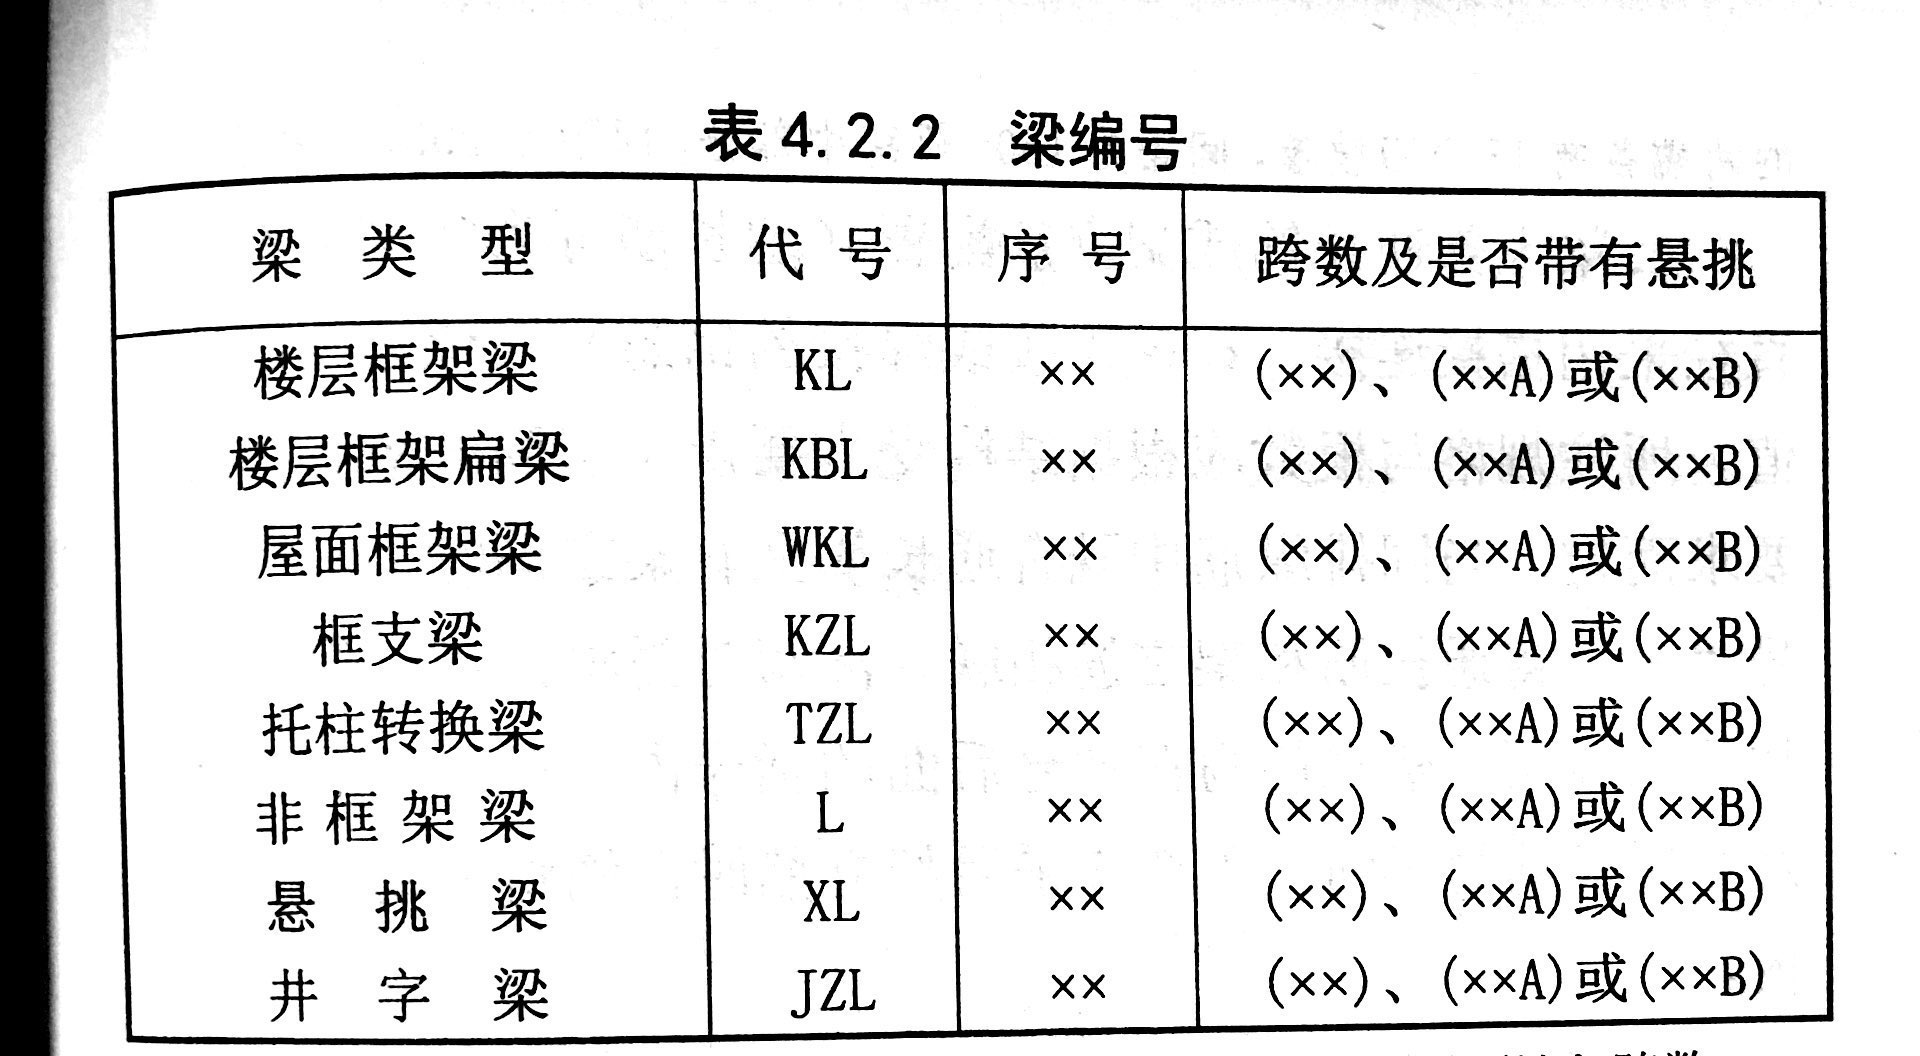 表4.2.2 梁编号
梁类型 代号 序号 跨数及是否带有悬挑
楼层框架梁 KL ×× (××)、(××A)或(××B)
楼层框架扁梁 KBL ×× (××)、(××A)或(××B)
屋面框架梁 WKL ×× (××)、(××A)或(××B)
框支梁 KZL ×× (××)、(××A)或(××B)
托柱转换梁 TZL ×× (××)、(××A)或(××B)
非框架梁 L ×× (××)、(××A)或(××B)
悬挑梁 XL ×× (××)、(××A)或(××B)
井字梁 JZL ×× (××)、(××A)或(××B)